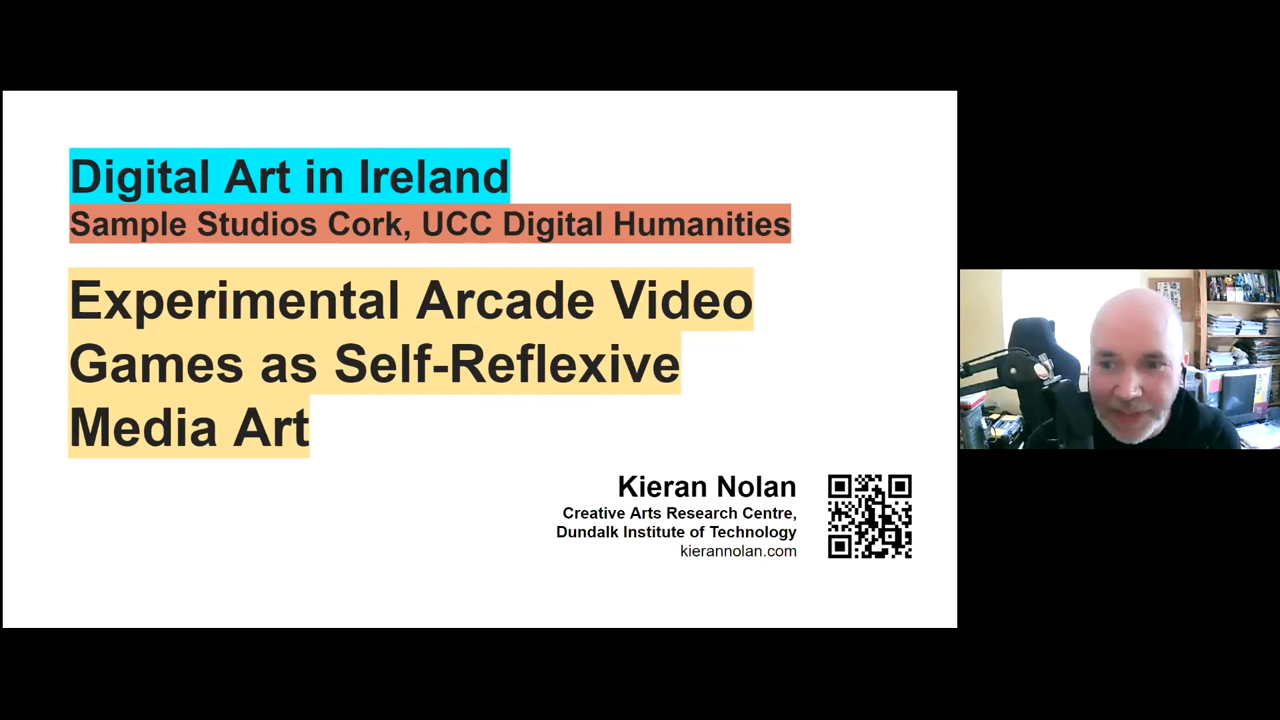 Digital Art in Ireland
Sample Studios Cork, UCC Digital Humanities
Experimental Arcade Video
Games as Self-Reflexive
Media Art
Kieran Nolan
Creative Arts Research Centre,
Dundalk Institute of Technology
kierannolan.com